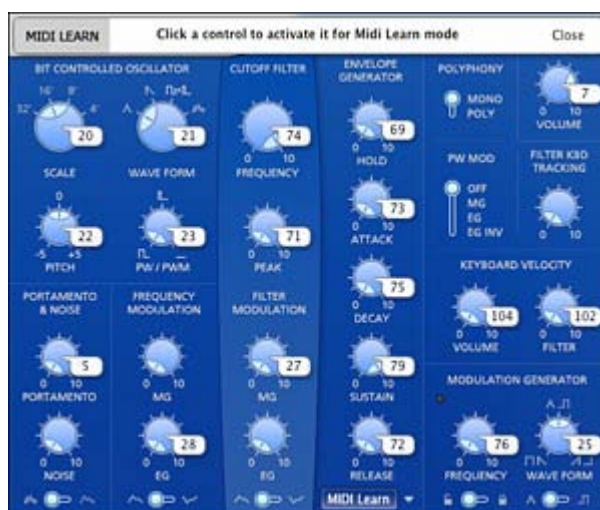 MIDI LEARN Click a control to activate it for Midi Learn mode Close
BIT CONTROLLED OSCILLATOR
32' 16' 8' 4'
20
SCALE
21
WAVE FORM
0
22
-5 +5
PITCH
23
PW / PWM
PORTAMENTO
& NOISE
5
0 10
PORTAMENTO
0 10
NOISE
FREQUENCY
MODULATION
0 10
MG
28
0 10
EG
CUTOFF FILTER
74
0 10
FREQUENCY
71
0 10
PEAK
FILTER
MODULATION
27
0 10
MG
0 10
EG
ENVELOPE
GENERATOR
69
0 10
HOLD
73
0 10
ATTACK
75
0 10
DECAY
79
0 10
SUSTAIN
72
0 10
RELEASE
MIDI Learn
POLYPHONY
MONO
POLY
7
0 10
VOLUME
PW MOD
OFF
MG
EG
EG INV
FILTER KBD
TRACKING
0 10
KEYBOARD VELOCITY
104
0 10
VOLUME
102
0 10
FILTER
MODULATION GENERATOR
76
0 10
FREQUENCY
25
WAVE FORM